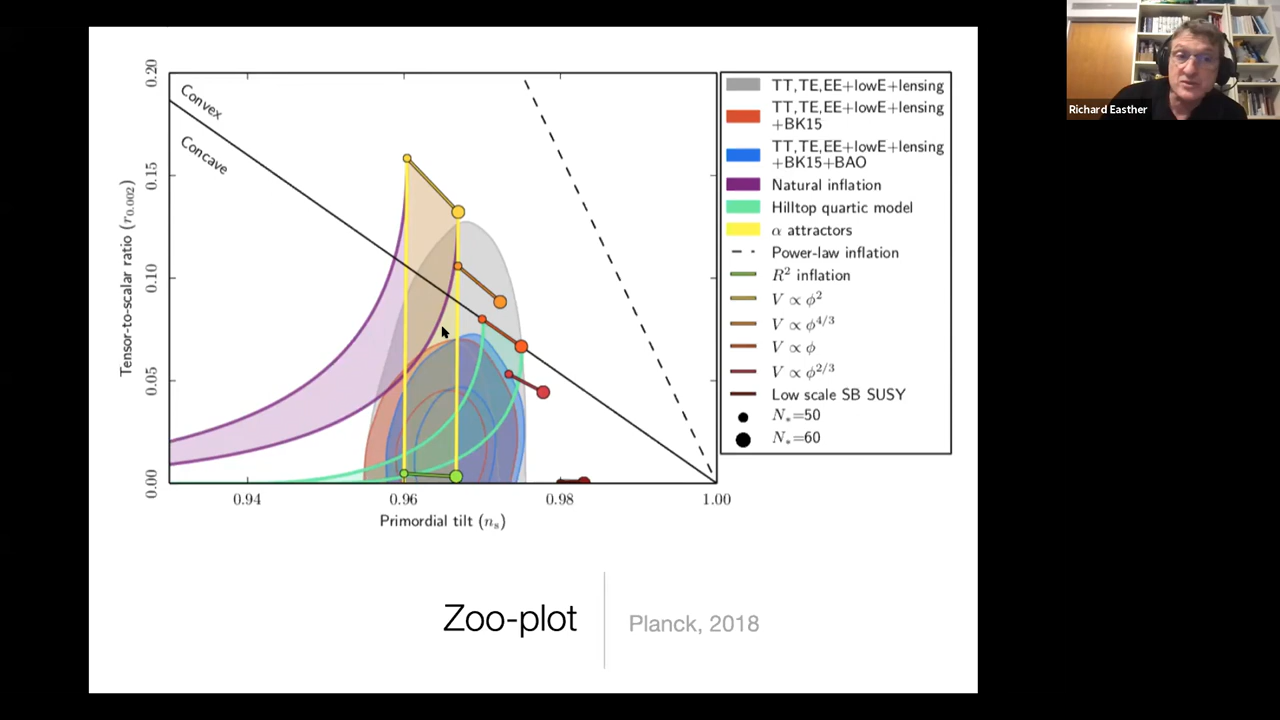 Convex
Concave
0.20
0.15
0.10
0.05
0.00
Tensor-to-scalar ratio (r₀.₀₀₂)
0.94
0.96
0.98
1.00
Primordial tilt (nₛ)
TT,TE,EE+lowE+lensing
TT,TE,EE+lowE+lensing
+BK15
TT,TE,EE+lowE+lensing
+BK15+BAO
Natural inflation
Hilltop quartic model
α attractors
Power-law inflation
R² inflation
V ∝ ϕ²
V ∝ ϕ⁴/³
V ∝ ϕ
V ∝ ϕ²/³
Low scale SB SUSY
N*=50
N*=60
Zoo-plot
Planck, 2018
Richard Easther